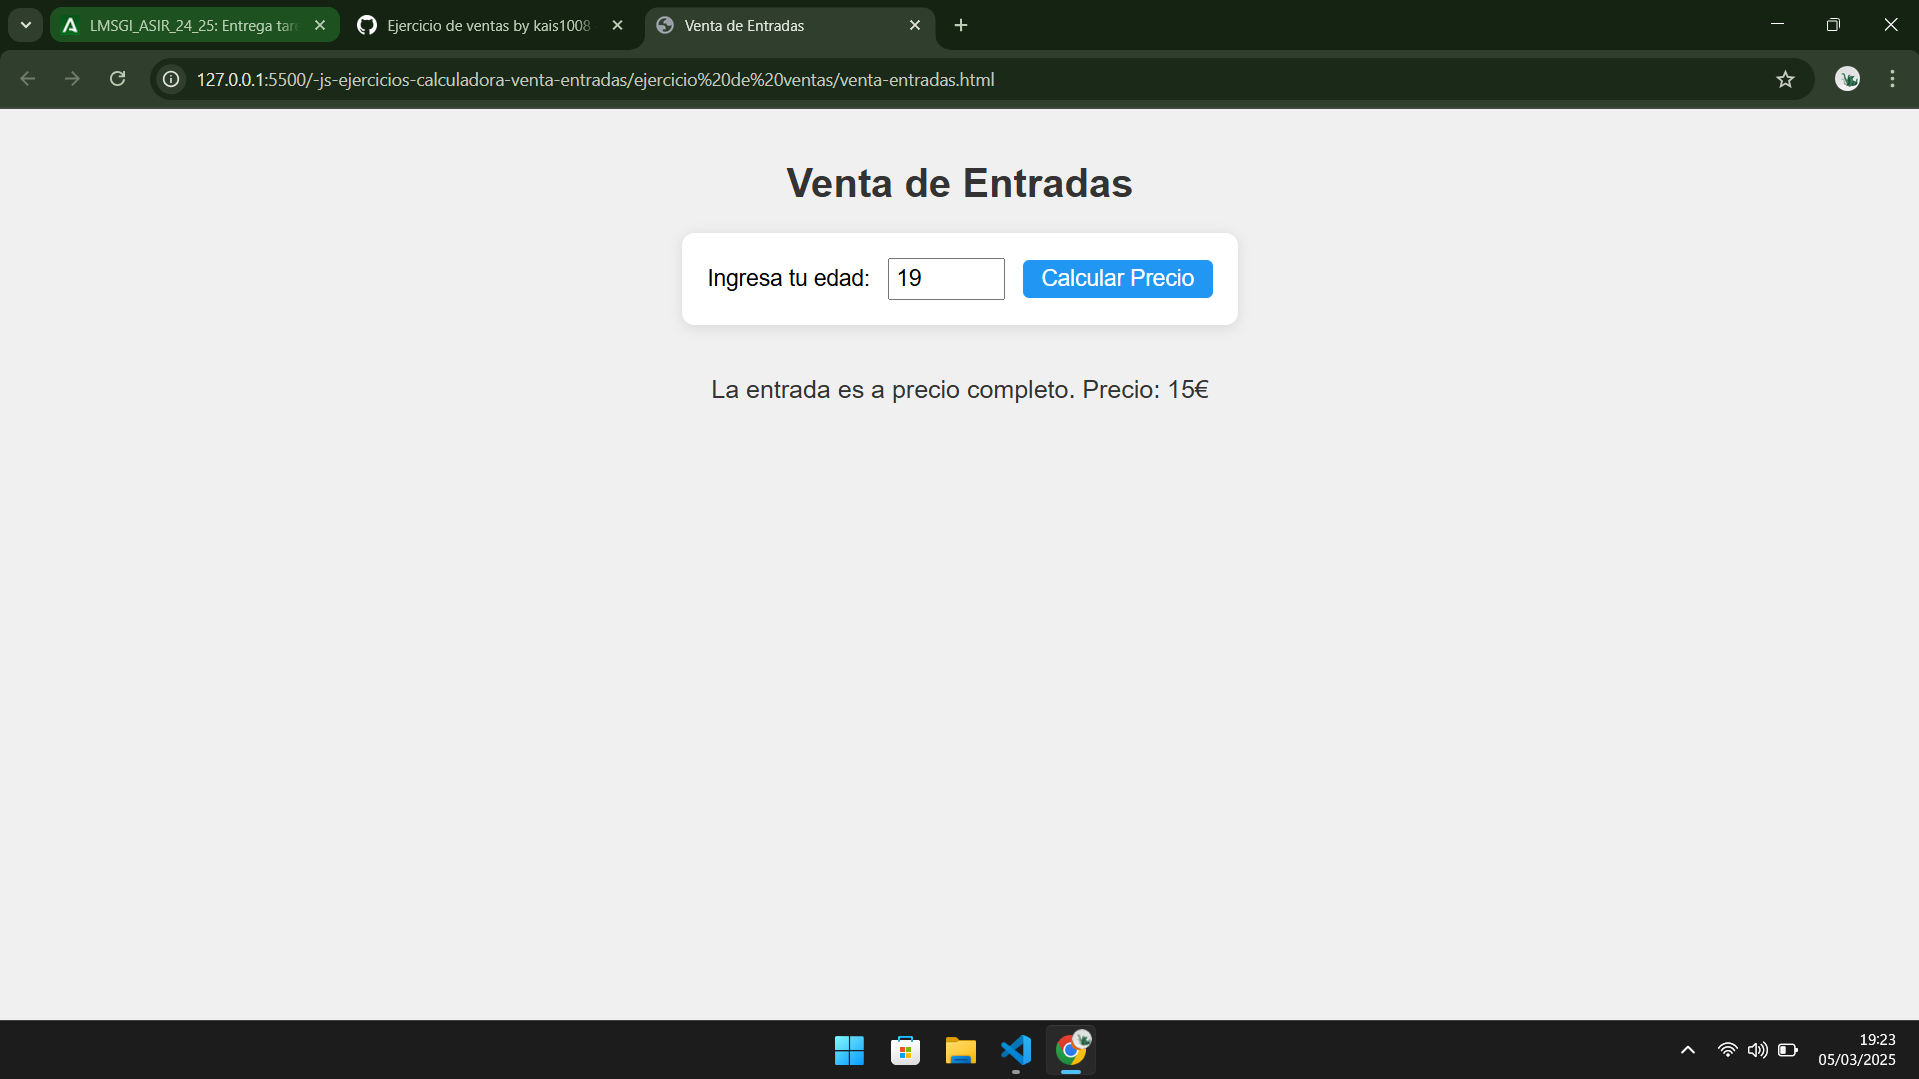 LMSGI_ASIR_24_25: Entrega tar
Ejercicio de ventas by kais1008
Venta de Entradas
127.0.0.1:5500/-js-ejercicios-calculadora-venta-entradas/ejercicio%20de%20ventas/venta-entradas.html
Venta de Entradas
Ingresa tu edad: 19 Calcular Precio
La entrada es a precio completo. Precio: 15€
19:23
05/03/2025